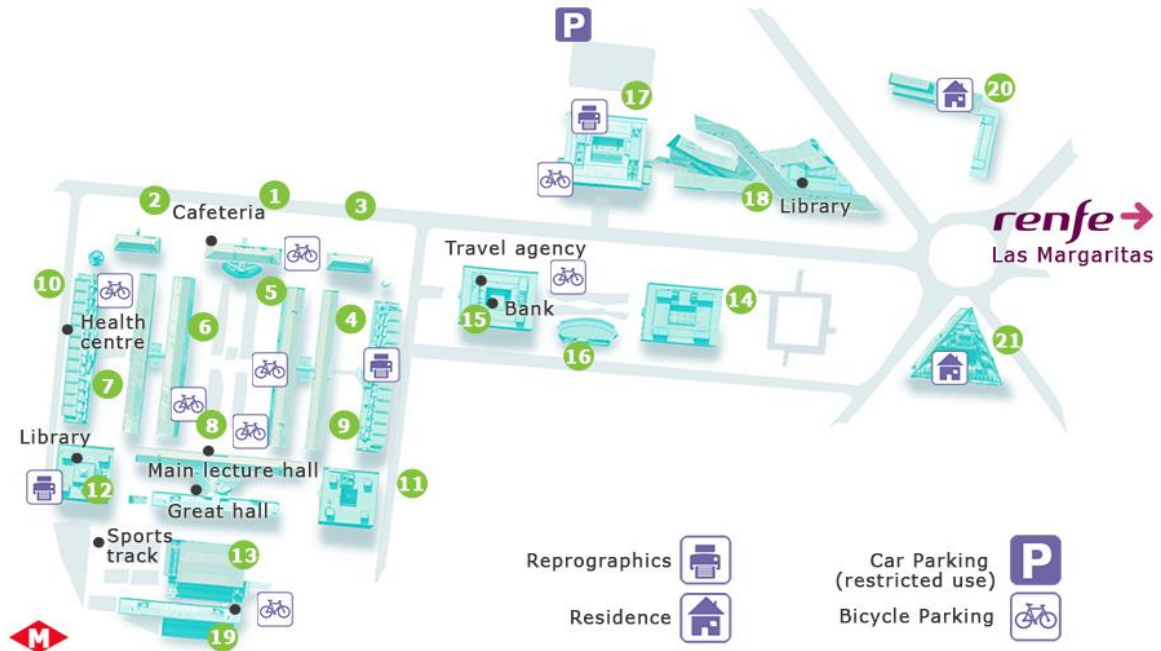 P
17
20
1
2
3
Cafeteria
18
Library
renfe
Las Margaritas
Travel agency
10
5
15
Bank
14
6
4
Health
centre
16
21
7
8
9
Library
Main lecture hall
11
12
Great hall
Sports
track
13
19
M
Reprographics
Residence
Car Parking
(restricted use)
P
Bicycle Parking